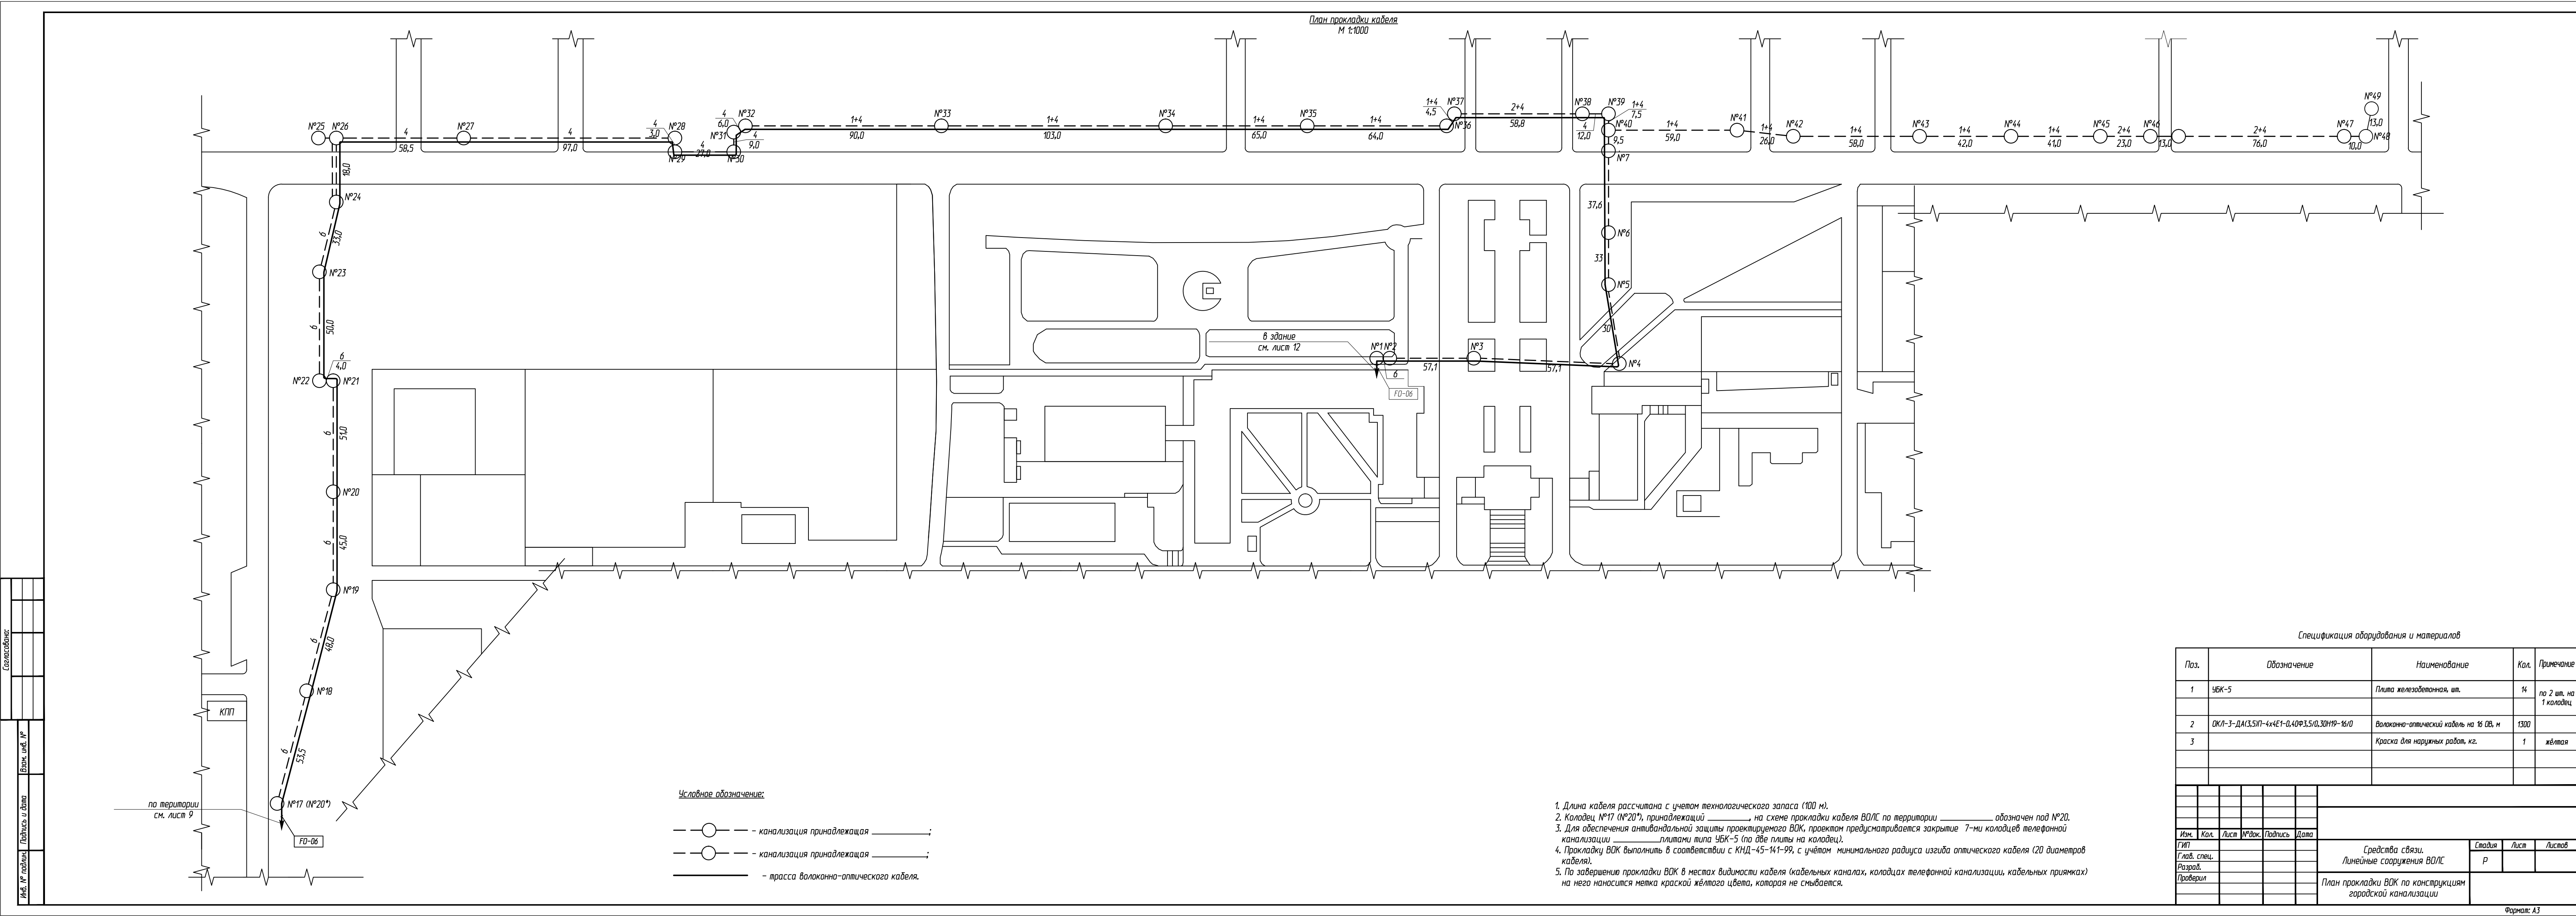 План прокладки кабеля
М 1:1000
№25
№26
4
58,5
№27
4
97,0
4
3,0
№28
№29
4
27,0
№30
№31
4
6,0
№32
4
9,0
1+4
90,0
№33
1+4
103,0
№34
1+4
65,0
№35
1+4
64,0
№36
1+4
4,5
№37
2+4
58,8
№38
4
12,0
№39
1+4
7,5
№40
9,5
№7
1+4
59,0
№41
1+4
26,0
№42
1+4
58,0
№43
1+4
42,0
№44
1+4
41,0
№45
2+4
23,0
№46
13,0
2+4
76,0
№47
10,0
№48
13,0
№49
18,0
№24
6
33,0
№23
6
50,0
6
4,0
№22
№21
6
51,0
№20
6
45,0
№19
6
48,0
№18
6
53,5
№17 (№20*)
FO-06
по територии
см. лист 9
КПП
37,6
№6
33
№5
30
№4
57,1
№3
57,1
№1
№2
6
FO-06
в здание
см. лист 12
Условное обозначение:
– канализация принадлежащая ____________;
– канализация принадлежащая ____________;
– трасса волоконно-оптического кабеля.
1. Длина кабеля рассчитана с учетом технологического запаса (100 м).
2. Колодец №17 (№20*), принадлежащий _________, на схеме прокладки кабеля ВОЛС по территории ___________ обозначен под №20.
3. Для обеспечения антивандальной защиты проектируемого ВОК, проектом предусматривается закрытие 7-ми колодцев телефонной
канализации __________плитами типа УБК-5 (по две плиты на колодец).
4. Прокладку ВОК выполнить в соответствии с КНД-45-141-99, с учётом минимального радиуса изгиба оптического кабеля (20 диаметров
кабеля).
5. По завершению прокладки ВОК в местах видимости кабеля (кабельных каналах, колодцах телефонной канализации, кабельных приямках)
на него наносится метка краской жёлтого цвета, которая не смывается.
Спецификация оборудования и материалов
Поз. Обозначение Наименование Кол. Примечание
1 УБК-5 Плита железобетонная, шт. 14 по 2 шт. на
1 колодец
2 ОКЛ-3-ДА(3,5)П-4х4Е1-0,40Ф3,5/0,30Н19-16/0 Волоконно-оптический кабель на 16 ОВ, м 1300
3 Краска для наружных работ, кг. 1 жёлтая
Изм. Кол. Лист №док. Подпись Дата
ГИП
Глав. спец.
Разраб.
Проверил
Средства связи.
Линейные сооружения ВОЛС
Стадия Лист Листов
Р
План прокладки ВОК по конструкциям
городской канализации
Формат: А3
Согласовано:
Взам. инв. №
Подпись и дата
Инв. № подлин.